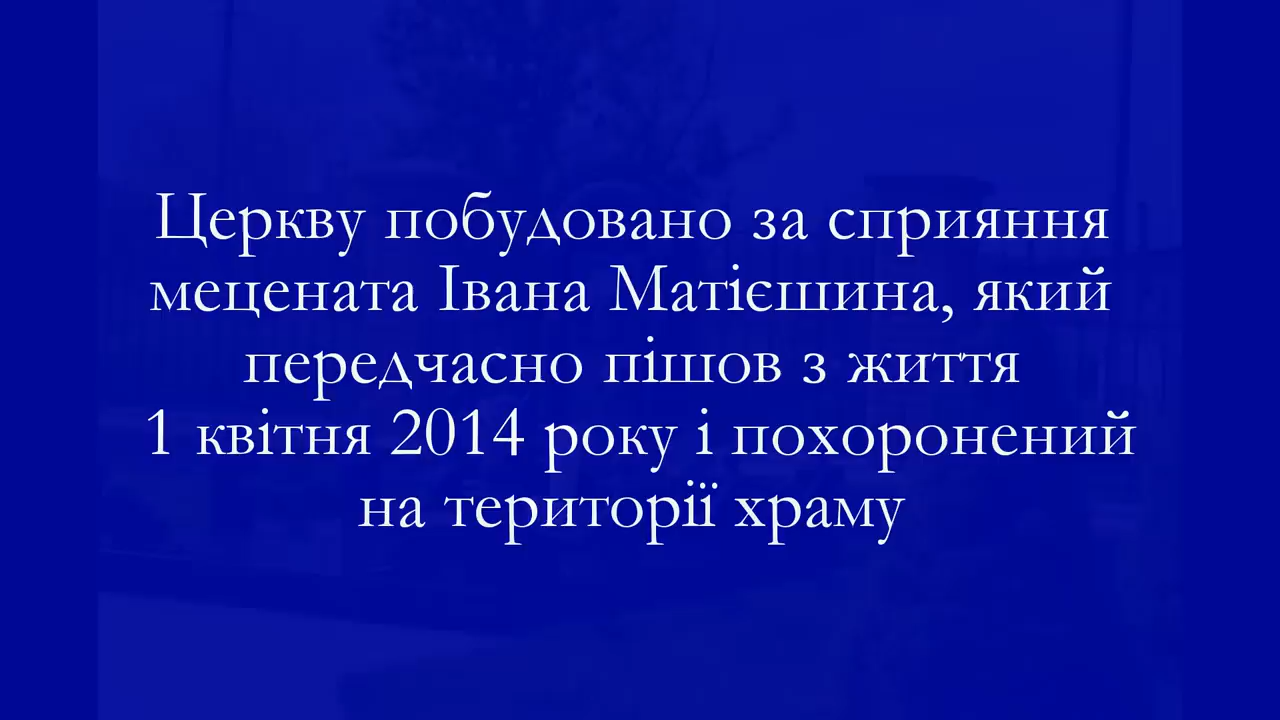 Церкву побудовано за сприяння
мецената Івана Матієшина, який
передчасно пішов з життя
1 квітня 2014 року і похоронений
на території храму